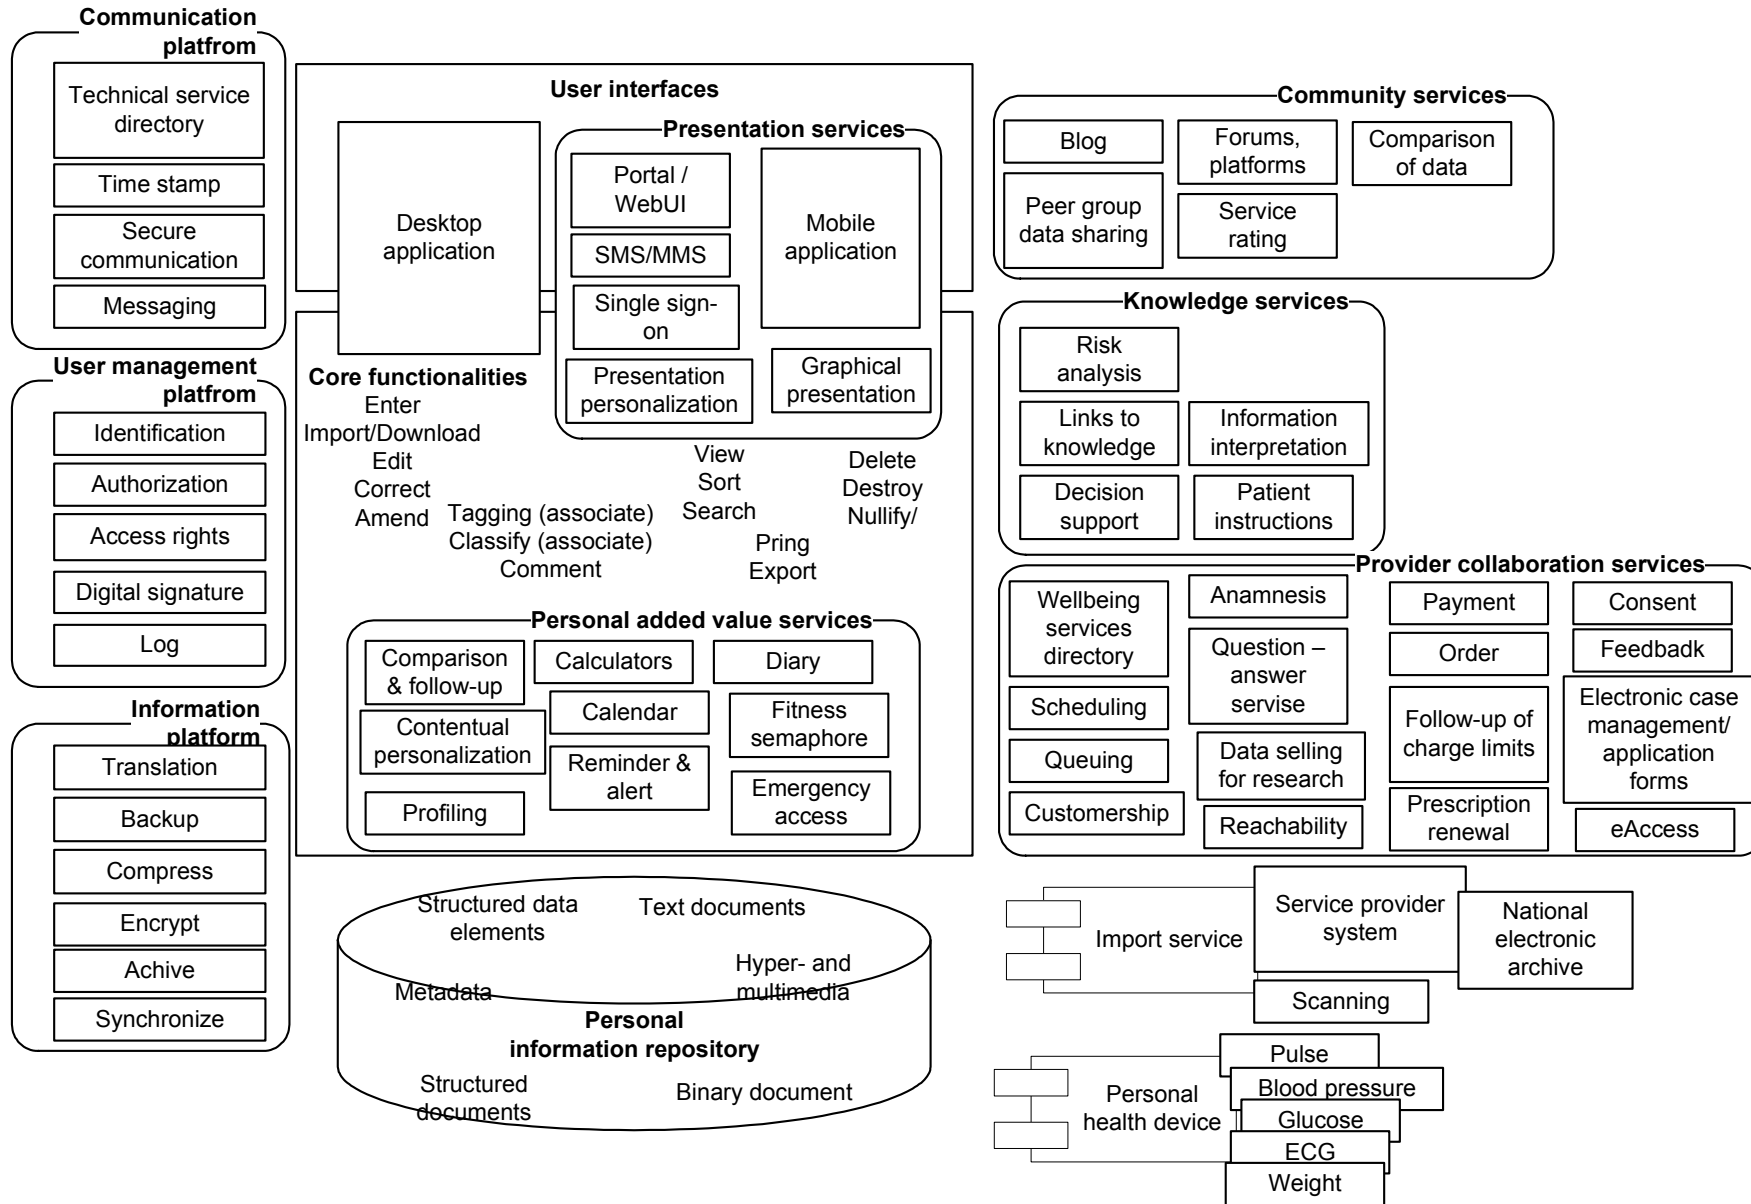 Communication
platfrom
Technical service
directory
Time stamp
Secure
communication
Messaging
User management
platfrom
Identification
Authorization
Access rights
Digital signature
Log
Information
platform
Translation
Backup
Compress
Encrypt
Achive
Synchronize
User interfaces
Desktop
application
Presentation services
Portal /
WebUI
SMS/MMS
Single sign-
on
Presentation
personalization
Mobile
application
Graphical
presentation
Core functionalities
Enter
Import/Download
Edit
Correct
Amend
Tagging (associate)
Classify (associate)
Comment
View
Sort
Search
Pring
Export
Delete
Destroy
Nullify/
Personal added value services
Comparison
& follow-up
Contentual
personalization
Profiling
Calculators
Calendar
Reminder &
alert
Diary
Fitness
semaphore
Emergency
access
Structured data
elements
Text documents
Metadata
Hyper- and
multimedia
Personal
information repository
Structured
documents
Binary document
Community services
Blog
Peer group
data sharing
Forums,
platforms
Service
rating
Comparison
of data
Knowledge services
Risk
analysis
Links to
knowledge
Information
interpretation
Decision
support
Patient
instructions
Provider collaboration services
Wellbeing
services
directory
Scheduling
Queuing
Customership
Anamnesis
Question –
answer
servise
Data selling
for research
Reachability
Payment
Order
Follow-up of
charge limits
Prescription
renewal
Consent
Feedbadk
Electronic case
management/
application
forms
eAccess
Import service
Service provider
system
National
electronic
archive
Scanning
Personal
health device
Pulse
Blood pressure
Glucose
ECG
Weight